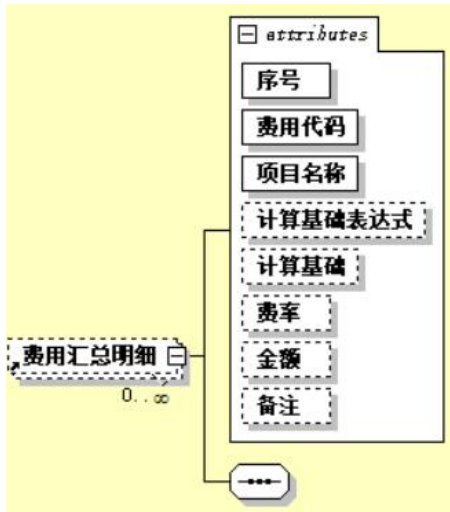 attributes
序号
费用代码
项目名称
计算基础表达式
计算基础
费率
金额
备注
费用汇总明细
0..∞